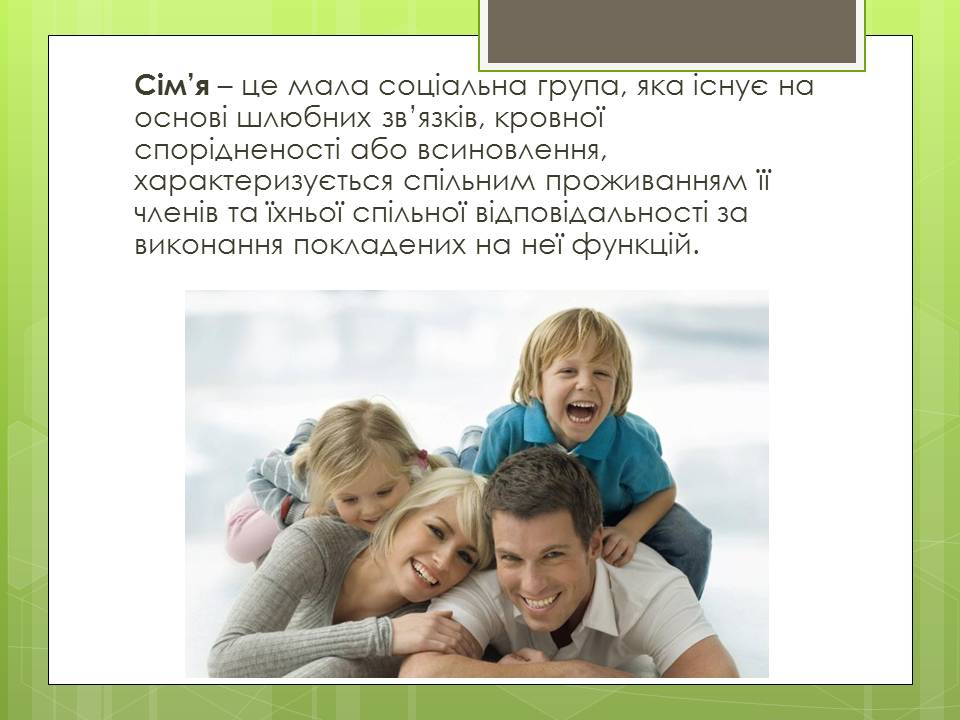 Сім’я – це мала соціальна група, яка існує на
основі шлюбних зв’язків, кровної
спорідненості або всиновлення,
характеризується спільним проживанням її
членів та їхньої спільної відповідальності за
виконання покладених на неї функцій.